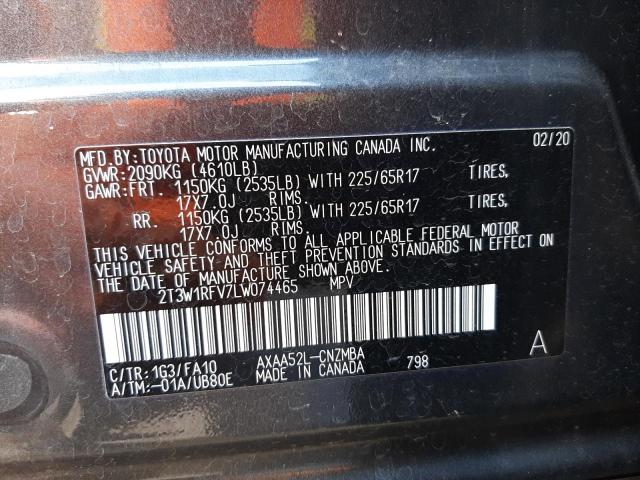 MFD.BY:TOYOTA MOTOR MANUFACTURING CANADA INC. 02/20
GVWR:2090KG (4610LB)
GAWR:FRT. 1150KG (2535LB) WITH 225/65R17 TIRES,
17X7.0J RIMS.
RR. 1150KG (2535LB) WITH 225/65R17 TIRES,
17X7.0J RIMS.
THIS VEHICLE CONFORMS TO ALL APPLICABLE FEDERAL MOTOR
VEHICLE SAFETY AND THEFT PREVENTION STANDARDS IN EFFECT ON
THE DATE OF MANUFACTURE SHOWN ABOVE.
2T3W1RFV7LW074465 MPV
C/TR:1G3/FA10 AXAA52L-CNZMBA A
A/TM:-01A/UB80E MADE IN CANADA 798